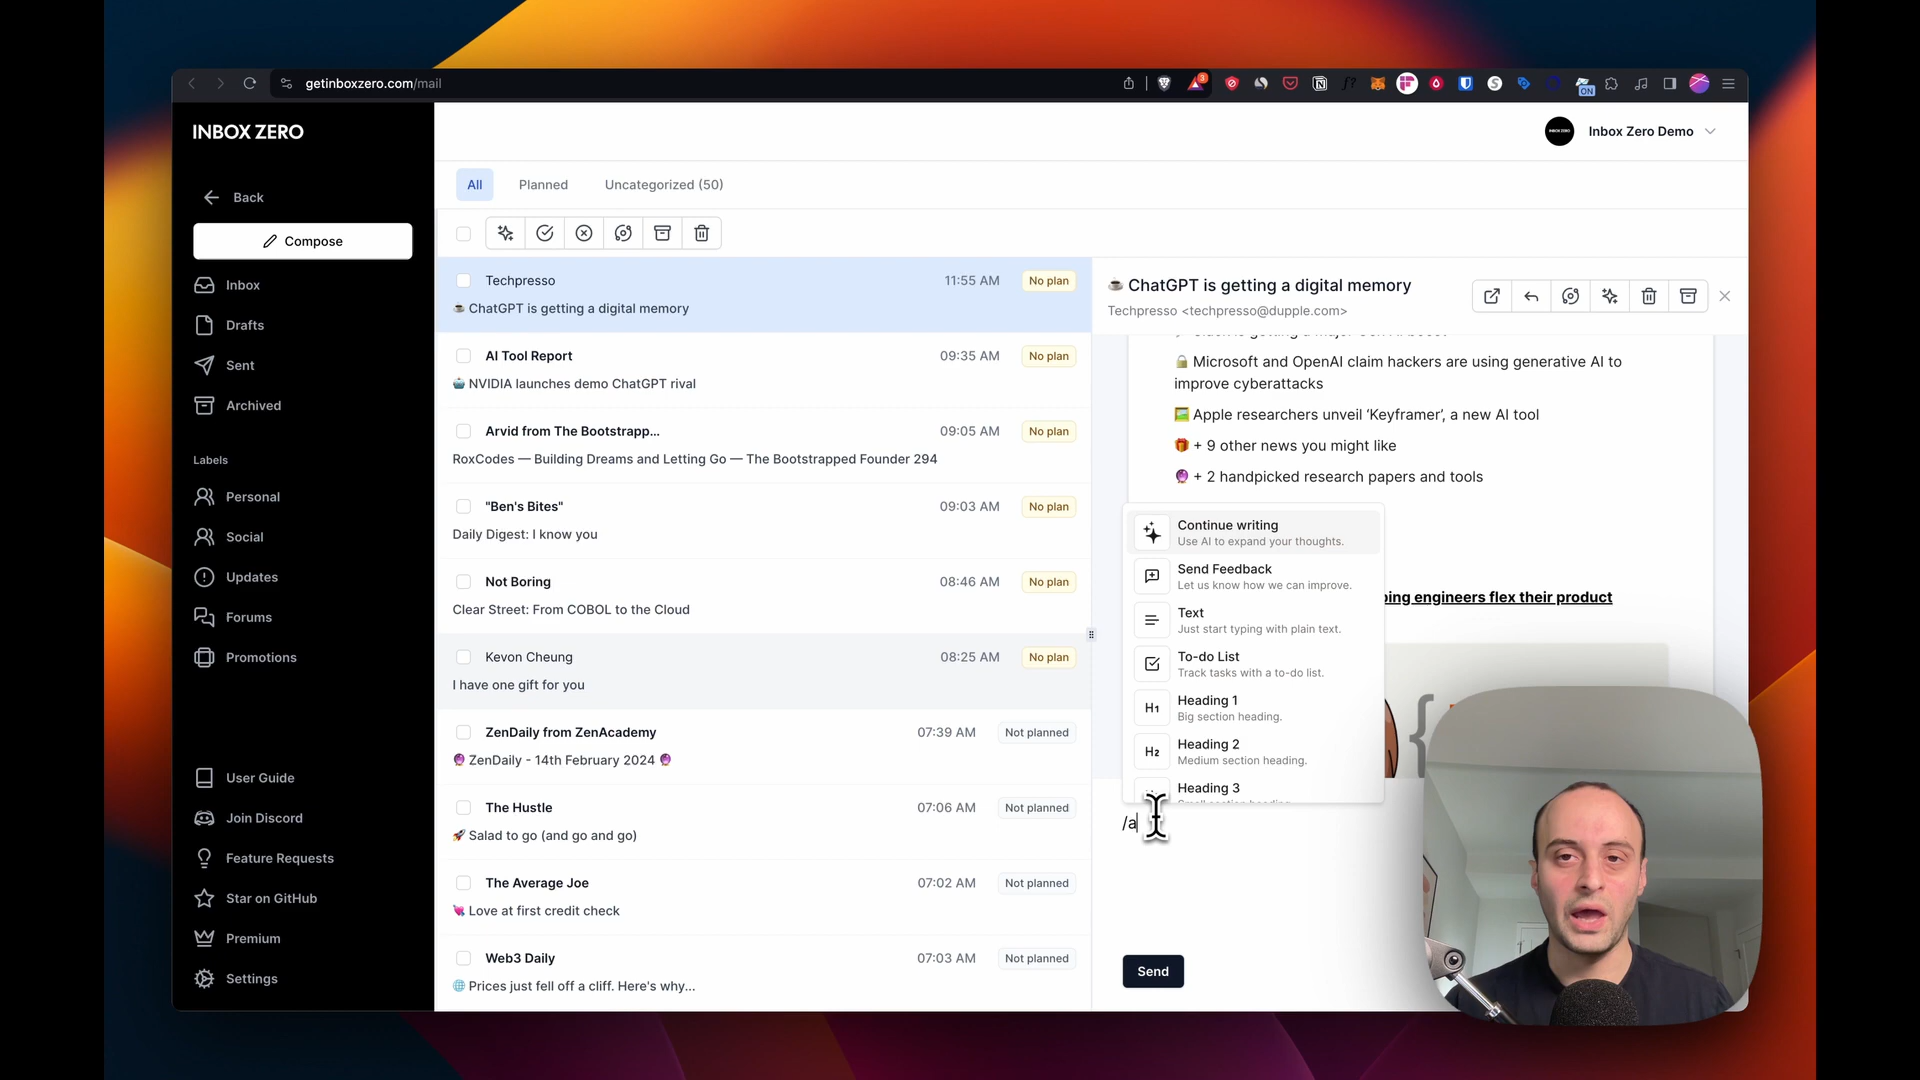 getinboxzero.com/mail
3
ON
INBOX ZERO
Inbox Zero Demo
Back
Compose
Inbox
Drafts
Sent
Archived
Labels
Personal
Social
Updates
Forums
Promotions
User Guide
Join Discord
Feature Requests
Star on GitHub
Premium
Settings
All
Planned
Uncategorized (50)
Techpresso
11:55 AM
No plan
☕ ChatGPT is getting a digital memory
AI Tool Report
09:35 AM
No plan
🤖 NVIDIA launches demo ChatGPT rival
Arvid from The Bootstrapp...
09:05 AM
No plan
RoxCodes — Building Dreams and Letting Go — The Bootstrapped Founder 294
"Ben's Bites"
09:03 AM
No plan
Daily Digest: I know you
Not Boring
08:46 AM
No plan
Clear Street: From COBOL to the Cloud
Kevon Cheung
08:25 AM
No plan
I have one gift for you
ZenDaily from ZenAcademy
07:39 AM
Not planned
🔮 ZenDaily - 14th February 2024 🔮
The Hustle
07:06 AM
Not planned
🚀 Salad to go (and go and go)
The Average Joe
07:02 AM
Not planned
💘 Love at first credit check
Web3 Daily
07:03 AM
Not planned
🌐 Prices just fell off a cliff. Here's why...
☕ ChatGPT is getting a digital memory
Techpresso <techpresso@dupple.com>
🔒 Microsoft and OpenAI claim hackers are using generative AI to
improve cyberattacks
🖼️ Apple researchers unveil ‘Keyframer’, a new AI tool
🎁 + 9 other news you might like
🔮 + 2 handpicked research papers and tools
engineers flex their product
Continue writing
Use AI to expand your thoughts.
Send Feedback
Let us know how we can improve.
Text
Just start typing with plain text.
To-do List
Track tasks with a to-do list.
H1
Heading 1
Big section heading.
H2
Heading 2
Medium section heading.
Heading 3
/a
Send